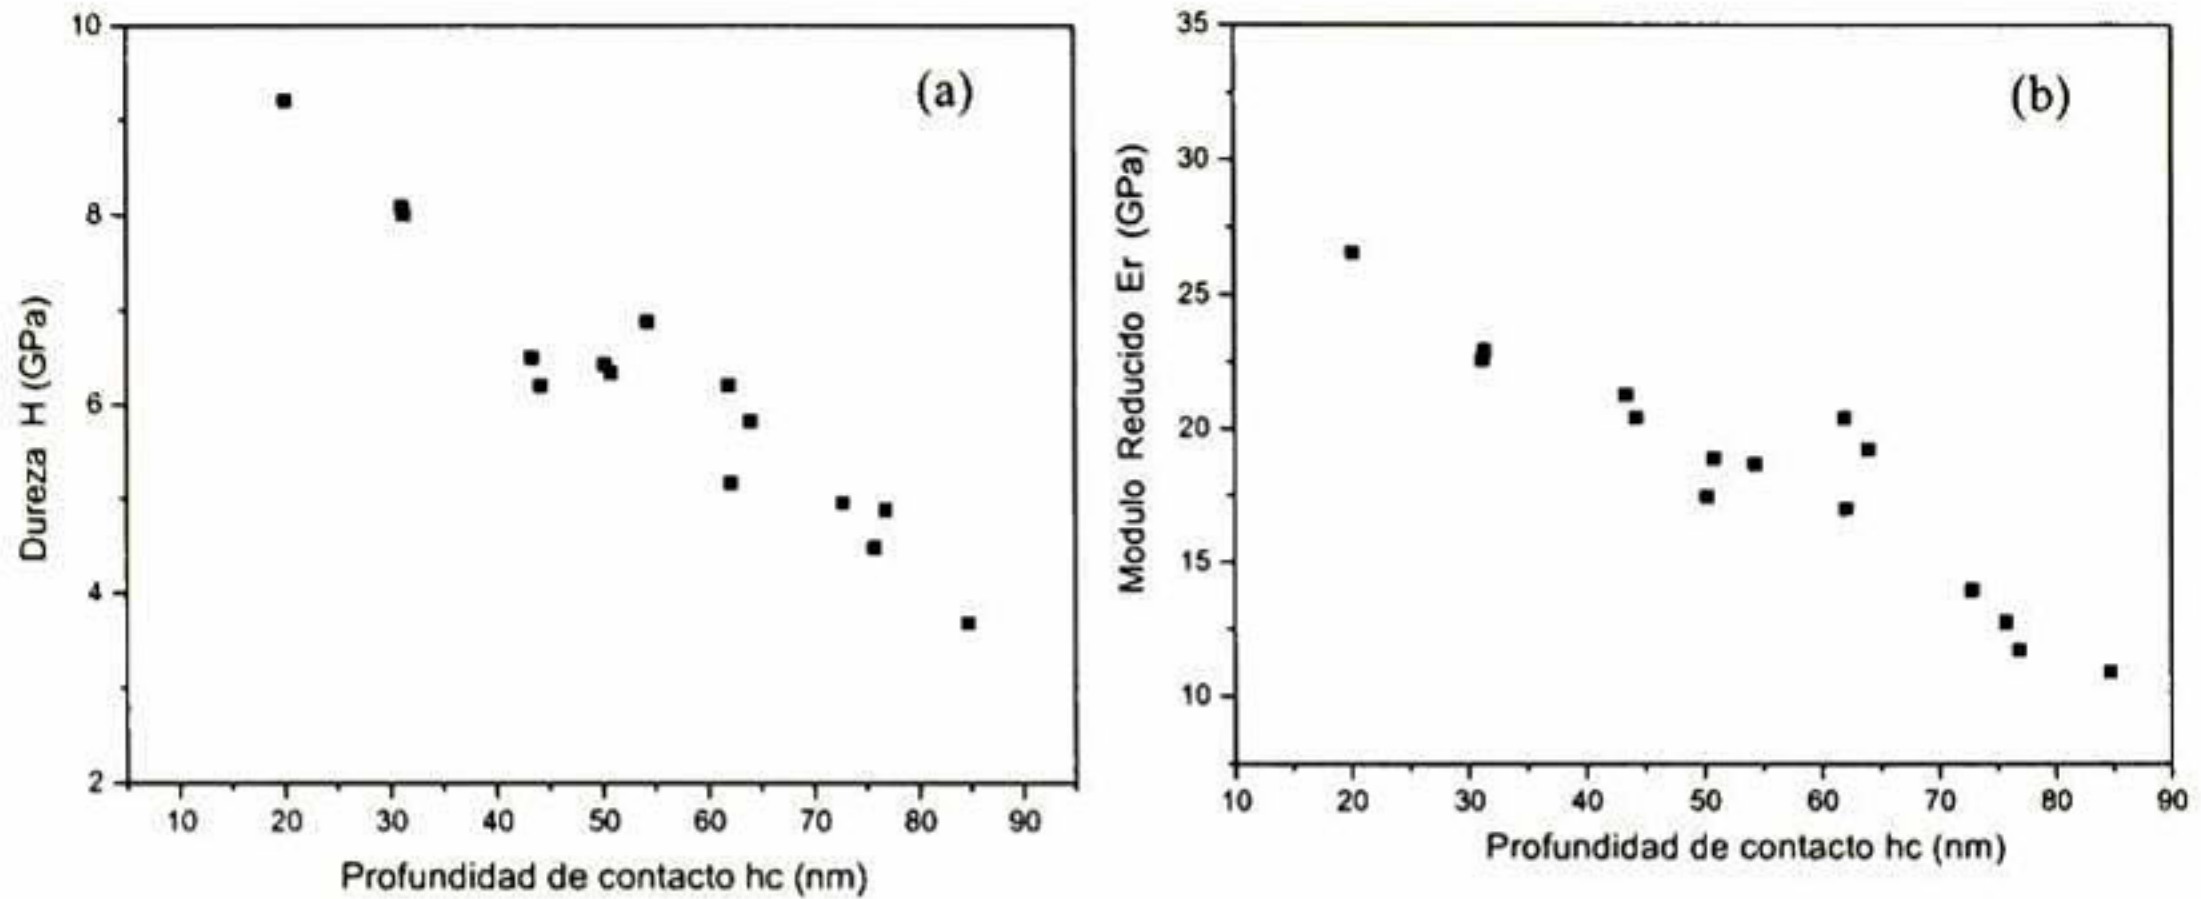 10
8
6
4
2
Dureza H (GPa)
(a)
10 20 30 40 50 60 70 80 90
Profundidad de contacto hc (nm)
35
30
25
20
15
10
Modulo Reducido Er (GPa)
(b)
10 20 30 40 50 60 70 80 90
Profundidad de contacto hc (nm)